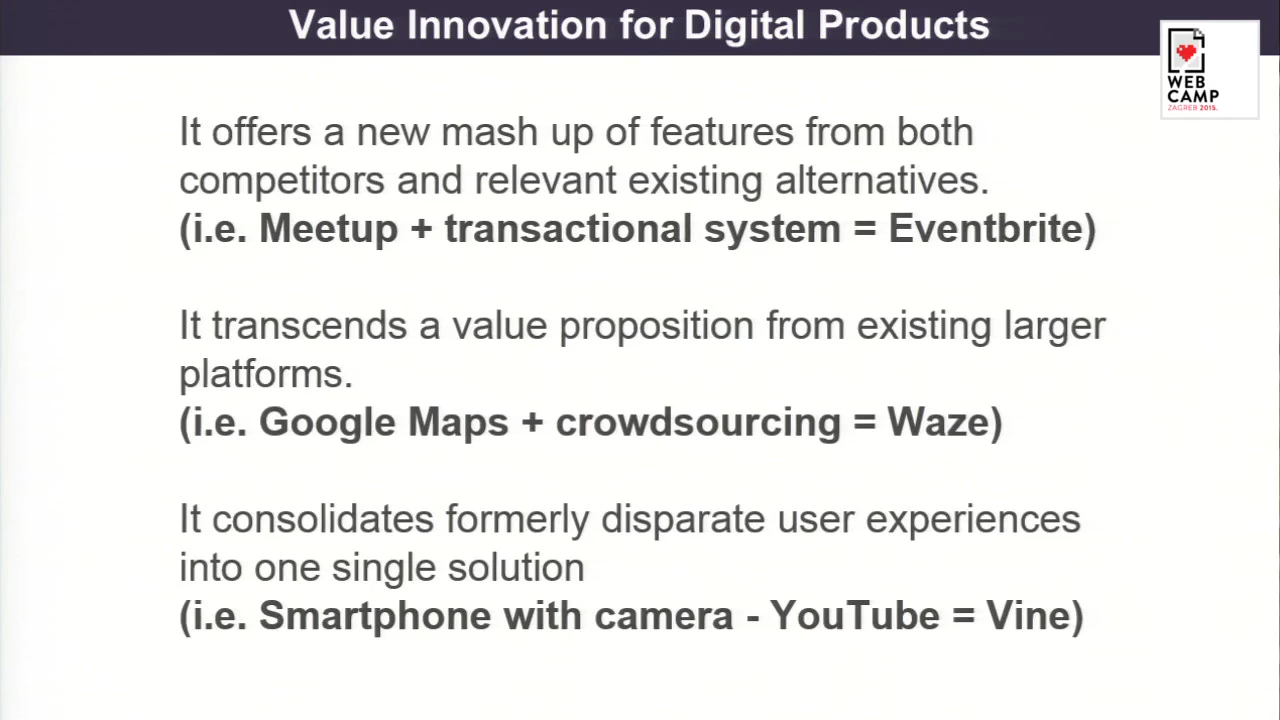 Value Innovation for Digital Products
WEB
CAMP
ZAGREB 2015.
It offers a new mash up of features from both
competitors and relevant existing alternatives.
(i.e. Meetup + transactional system = Eventbrite)
It transcends a value proposition from existing larger
platforms.
(i.e. Google Maps + crowdsourcing = Waze)
It consolidates formerly disparate user experiences
into one single solution
(i.e. Smartphone with camera - YouTube = Vine)